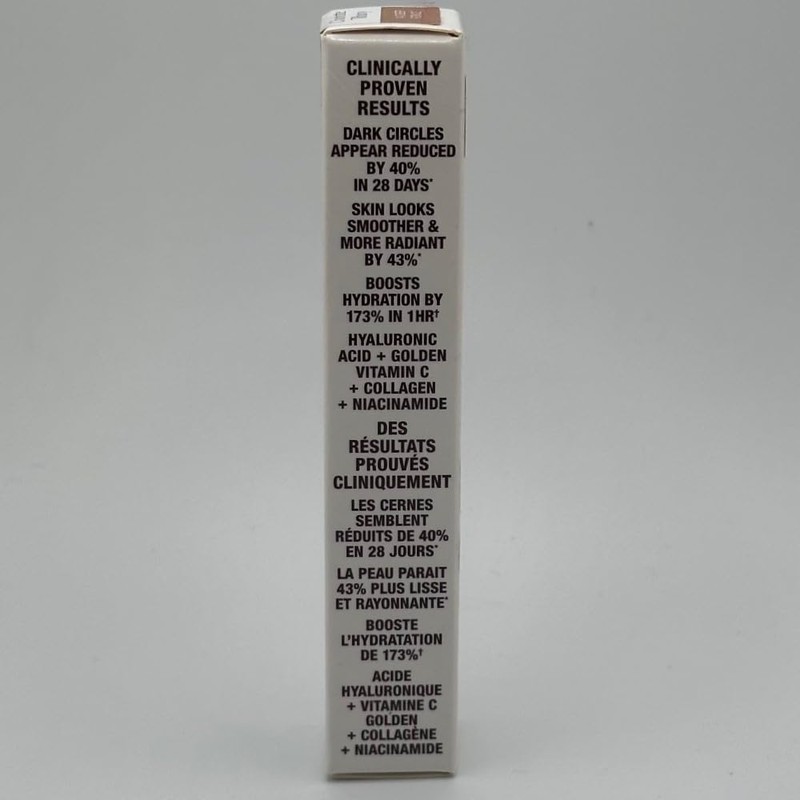 CLINICALLY
PROVEN
RESULTS
DARK CIRCLES
APPEAR REDUCED
BY 40%
IN 28 DAYS*
SKIN LOOKS
SMOOTHER &
MORE RADIANT
BY 43%*
BOOSTS
HYDRATION BY
173% IN 1HR†
HYALURONIC
ACID + GOLDEN
VITAMIN C
+ COLLAGEN
+ NIACINAMIDE
DES
RÉSULTATS
PROUVÉS
CLINIQUEMENT
LES CERNES
SEMBLENT
RÉDUITS DE 40%
EN 28 JOURS*
LA PEAU PARAIT
43% PLUS LISSE
ET RAYONNANTE*
BOOSTE
L'HYDRATATION
DE 173%†
ACIDE
HYALURONIQUE
+ VITAMINE C
GOLDEN
+ COLLAGÈNE
+ NIACINAMIDE